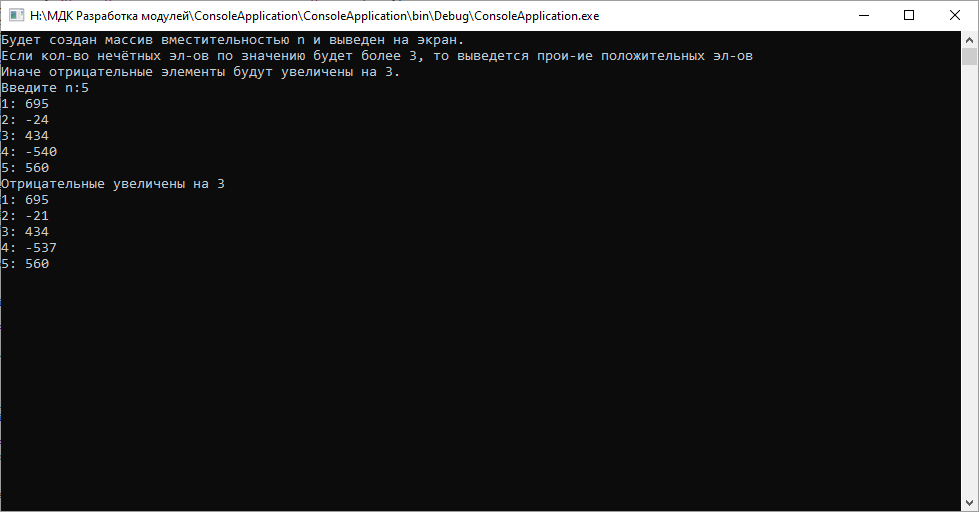 H:\МДК Разработка модулей\ConsoleApplication\ConsoleApplication\bin\Debug\ConsoleApplication.exe
Будет создан массив вместительностью n и выведен на экран.
Если кол-во нечётных эл-ов по значению будет более 3, то выведется прои-ие положительных эл-ов
Иначе отрицательные элементы будут увеличены на 3.
Введите n:5
1: 695
2: -24
3: 434
4: -540
5: 560
Отрицательные увеличены на 3
1: 695
2: -21
3: 434
4: -537
5: 560